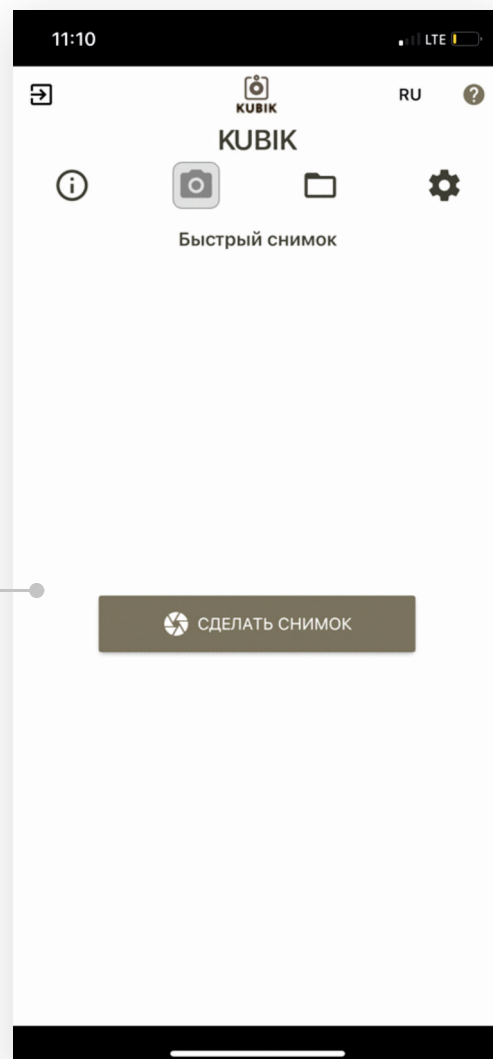 11:10
LTE
KUBIK
RU
?
KUBIK
Быстрый снимок
СДЕЛАТЬ СНИМОК